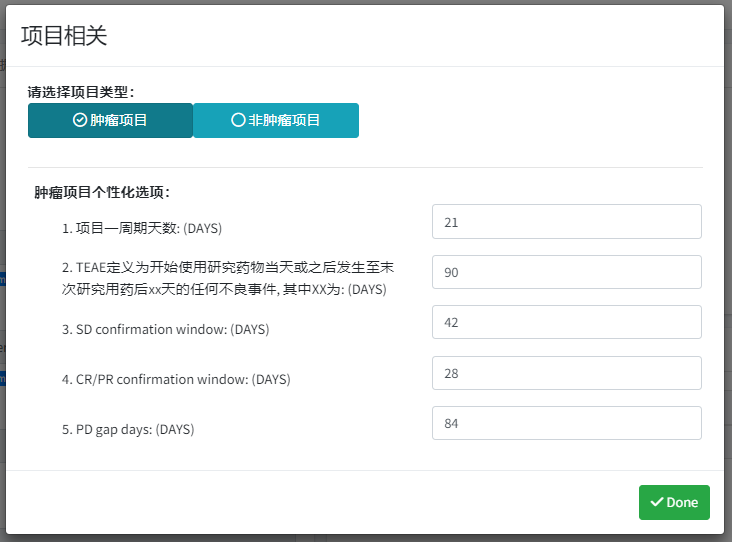 项目相关
请选择项目类型:
肿瘤项目 非肿瘤项目
肿瘤项目个性化选项:
1. 项目一周期天数: (DAYS) 21
2. TEAE定义为开始使用研究药物当天或之后发生至末
次研究用药后xx天的任何不良事件, 其中XX为: (DAYS) 90
3. SD confirmation window: (DAYS) 42
4. CR/PR confirmation window: (DAYS) 28
5. PD gap days: (DAYS) 84
Done